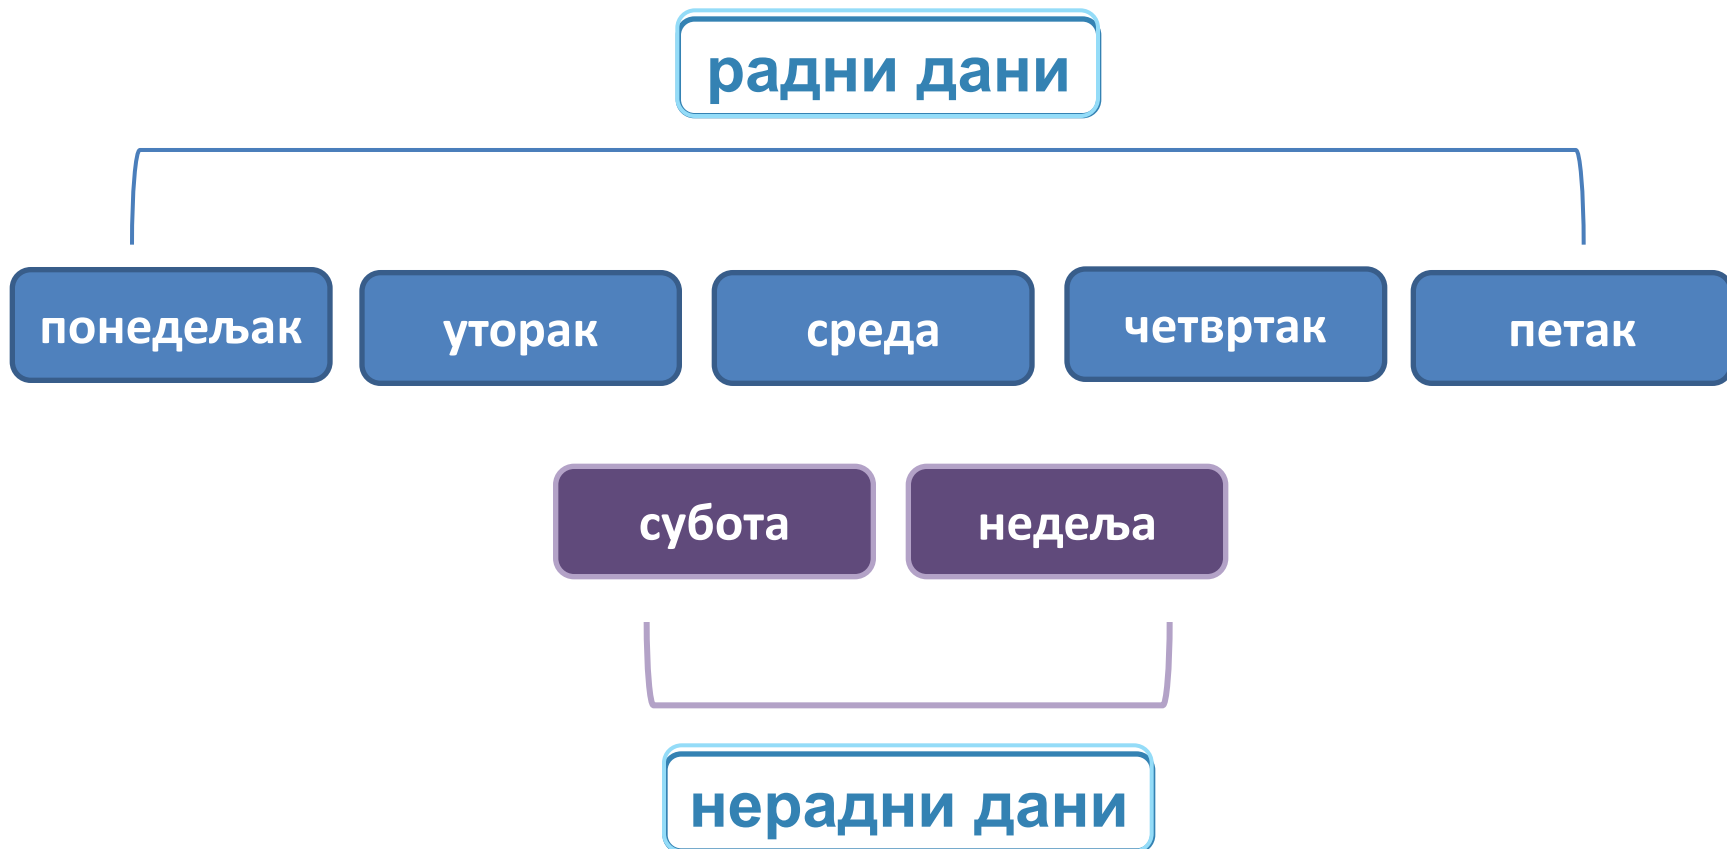 радни дани
понедељак
уторак
среда
четвртак
петак
субота
недеља
нерадни дани